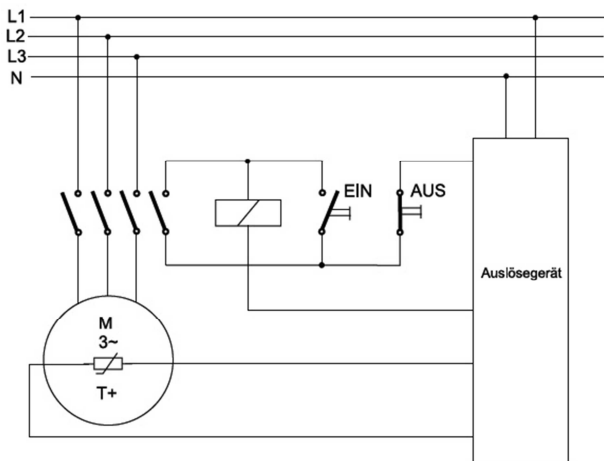 L1
L2
L3
N
EIN
AUS
Auslösegerät
M
3~
T+